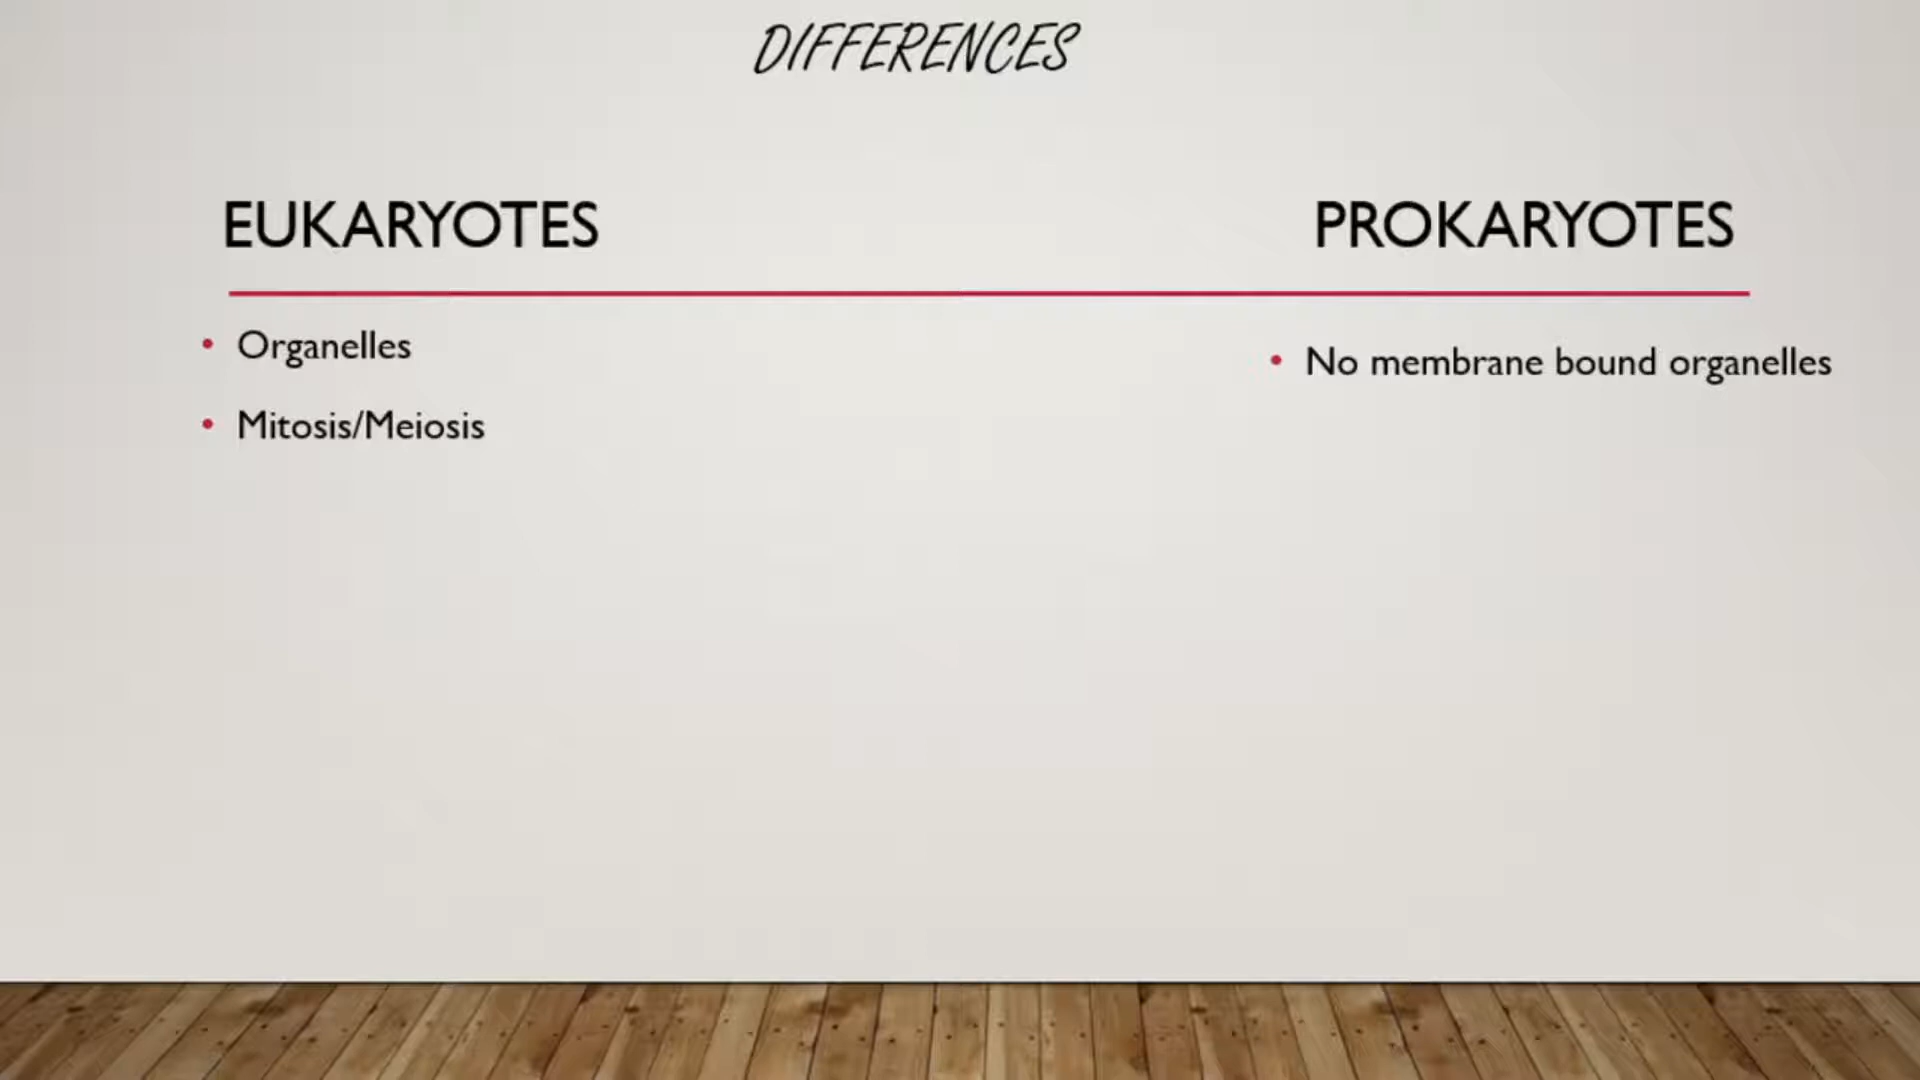 DIFFERENCES
EUKARYOTES
PROKARYOTES
• Organelles
• Mitosis/Meiosis
• No membrane bound organelles